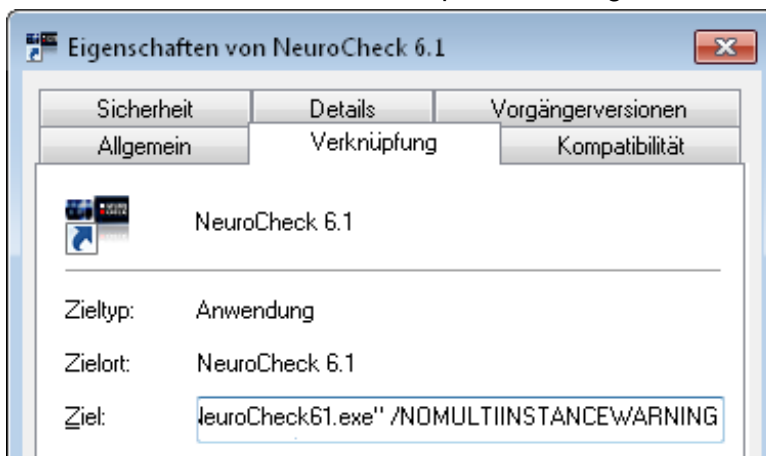 Eigenschaften von NeuroCheck 6.1
Sicherheit Details Vorgängerversionen
Allgemein Verknüpfung Kompatibilität
NeuroCheck 6.1
Zieltyp: Anwendung
Zielort: NeuroCheck 6.1
Ziel: NeuroCheck61.exe" /NOMULTIINSTANCEWARNING